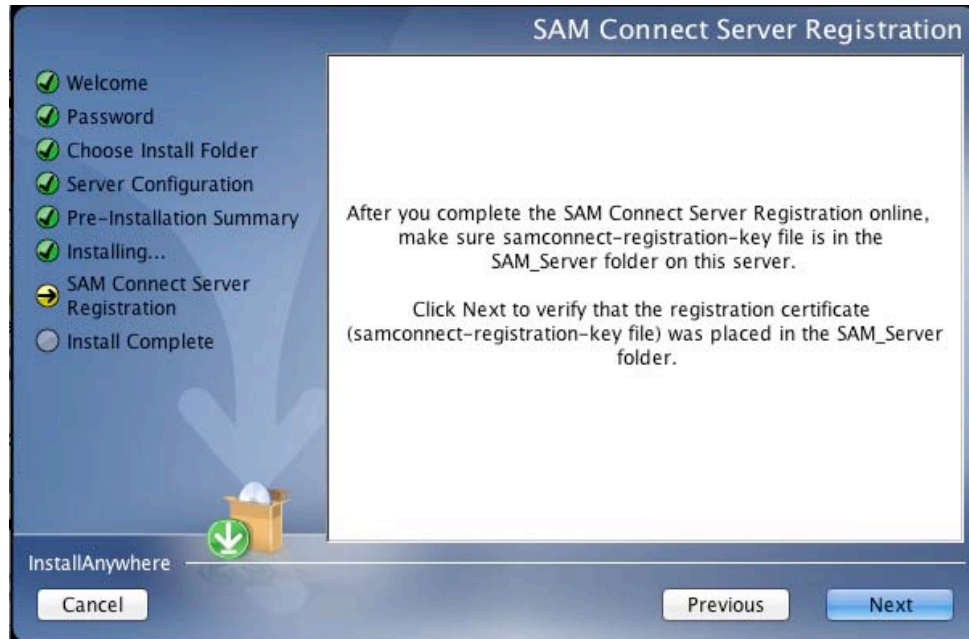 SAM Connect Server Registration
Welcome
Password
Choose Install Folder
Server Configuration
Pre-Installation Summary
Installing...
SAM Connect Server
Registration
Install Complete
After you complete the SAM Connect Server Registration online,
make sure samconnect-registration-key file is in the
SAM_Server folder on this server.
Click Next to verify that the registration certificate
(samconnect-registration-key file) was placed in the SAM_Server
folder.
InstallAnywhere
Cancel
Previous
Next